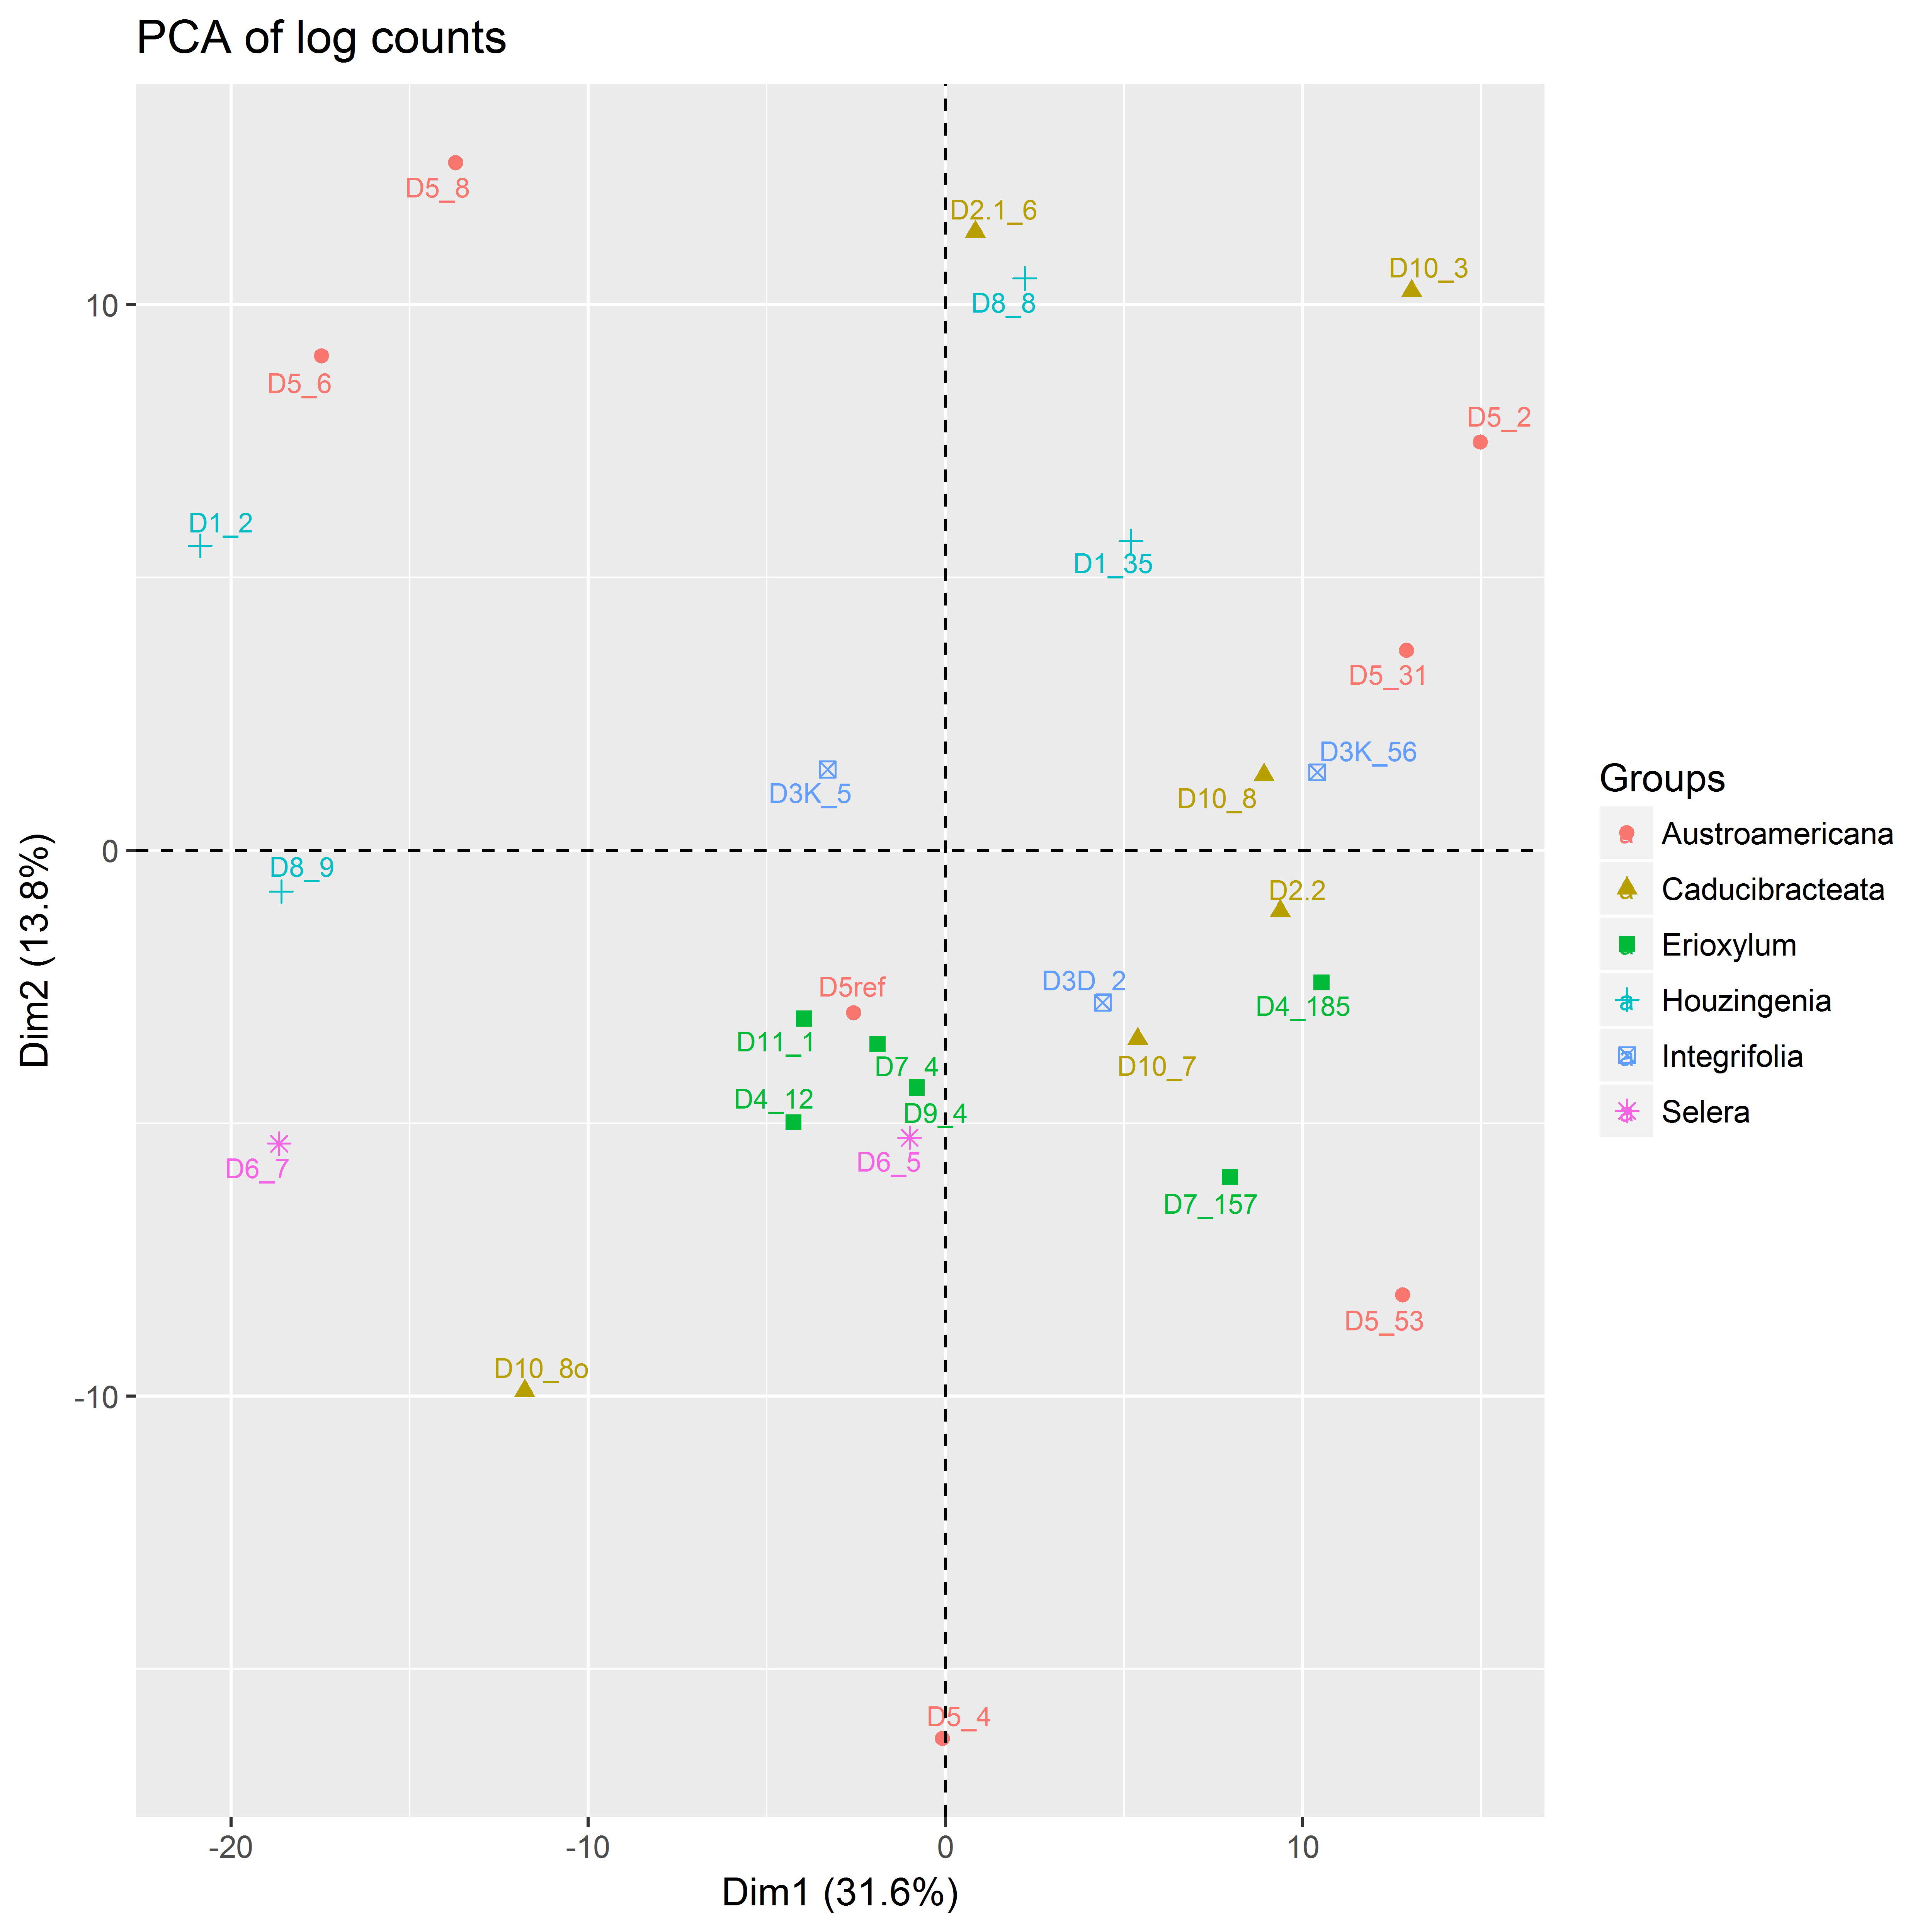 PCA of log counts
D5_8
D2.1_6
D10_3
D8_8
10
D5_6
D5_2
D1_2
D1_35
D5_31
D3K_56
D3K_5
D10_8
0
D8_9
D2.2
D3D_2
D5ref
D4_185
D11_1
D7_4
D10_7
D4_12
D9_4
D6_5
D6_7
D7_157
D5_53
D10_8o
-10
D5_4
-20
-10
0
10
Dim1 (31.6%)
Dim2 (13.8%)
Groups
a Austroamericana
a Caducibracteata
a Erioxylum
a Houzingenia
a Integrifolia
a Selera